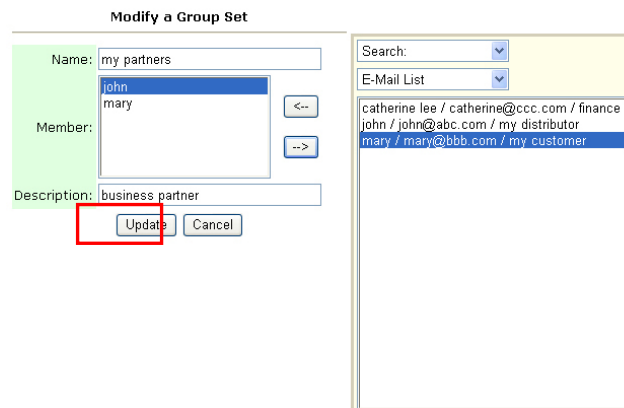 Modify a Group Set
Name: my partners
Member:
john
mary
<--
-->
Description: business partner
Update Cancel
Search:
E-Mail List
catherine lee / catherine@ccc.com / finance
john / john@abc.com / my distributor
mary / mary@bbb.com / my customer